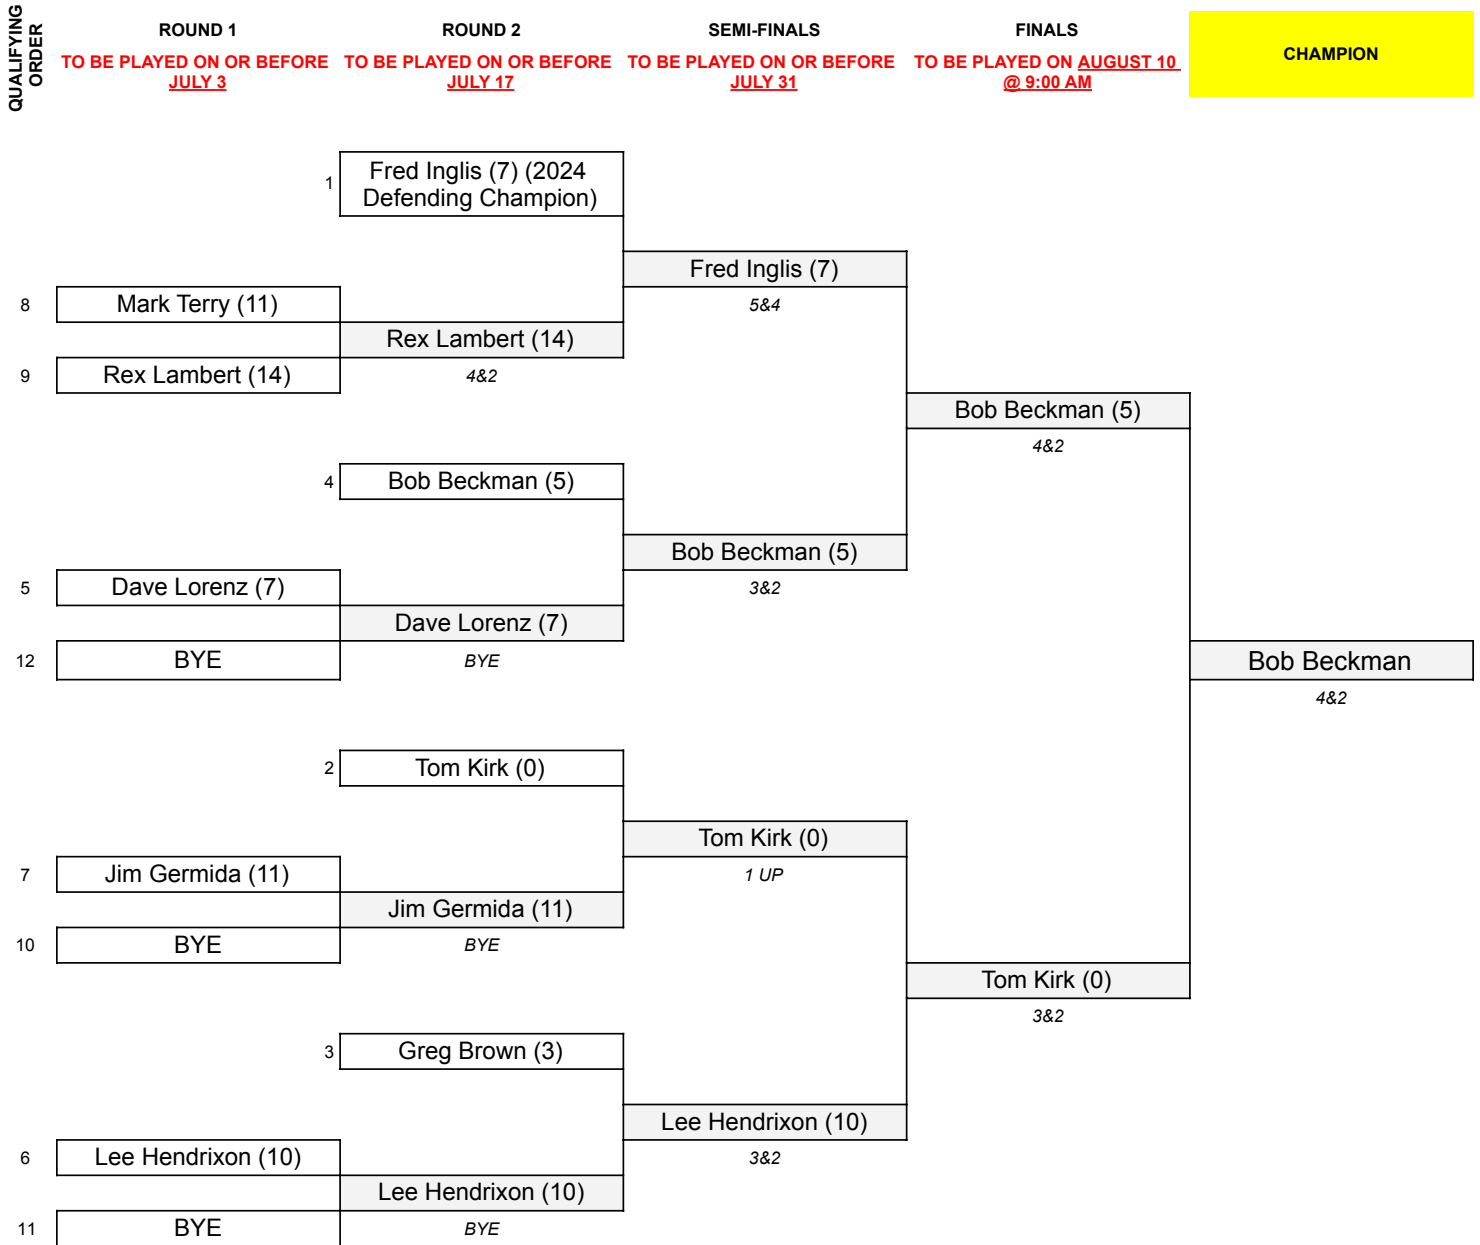 QUALIFYING
ORDER
ROUND 1
TO BE PLAYED ON OR BEFORE
JULY 3
ROUND 2
TO BE PLAYED ON OR BEFORE
JULY 17
SEMI-FINALS
TO BE PLAYED ON OR BEFORE
JULY 31
FINALS
TO BE PLAYED ON AUGUST 10
@ 9:00 AM
CHAMPION
1
Fred Inglis (7) (2024
Defending Champion)
Fred Inglis (7)
5&4
8
Mark Terry (11)
Rex Lambert (14)
4&2
9
Rex Lambert (14)
Bob Beckman (5)
4&2
4
Bob Beckman (5)
Bob Beckman (5)
3&2
5
Dave Lorenz (7)
Dave Lorenz (7)
BYE
12
BYE
Bob Beckman
4&2
2
Tom Kirk (0)
Tom Kirk (0)
1 UP
7
Jim Germida (11)
Jim Germida (11)
BYE
10
BYE
Tom Kirk (0)
3&2
3
Greg Brown (3)
Lee Hendrixon (10)
3&2
6
Lee Hendrixon (10)
Lee Hendrixon (10)
BYE
11
BYE